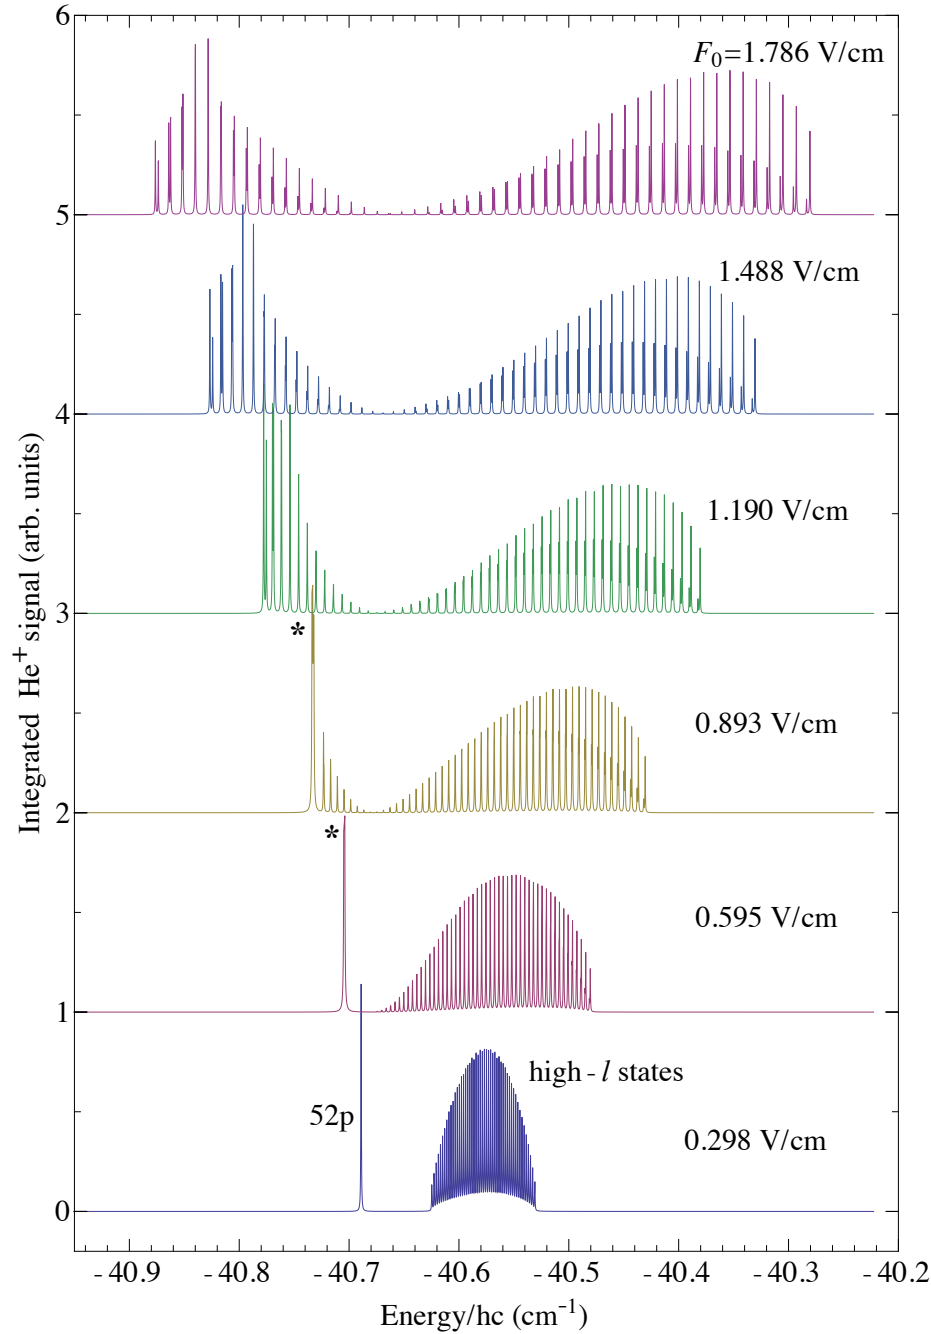 6
F0=1.786 V/cm
5
1.488 V/cm
4
1.190 V/cm
3
*
0.893 V/cm
2
*
0.595 V/cm
1
high - l states
52p
0.298 V/cm
0
Integrated He+ signal (arb. units)
-40.9 -40.8 -40.7 -40.6 -40.5 -40.4 -40.3 -40.2
Energy/hc (cm−1)